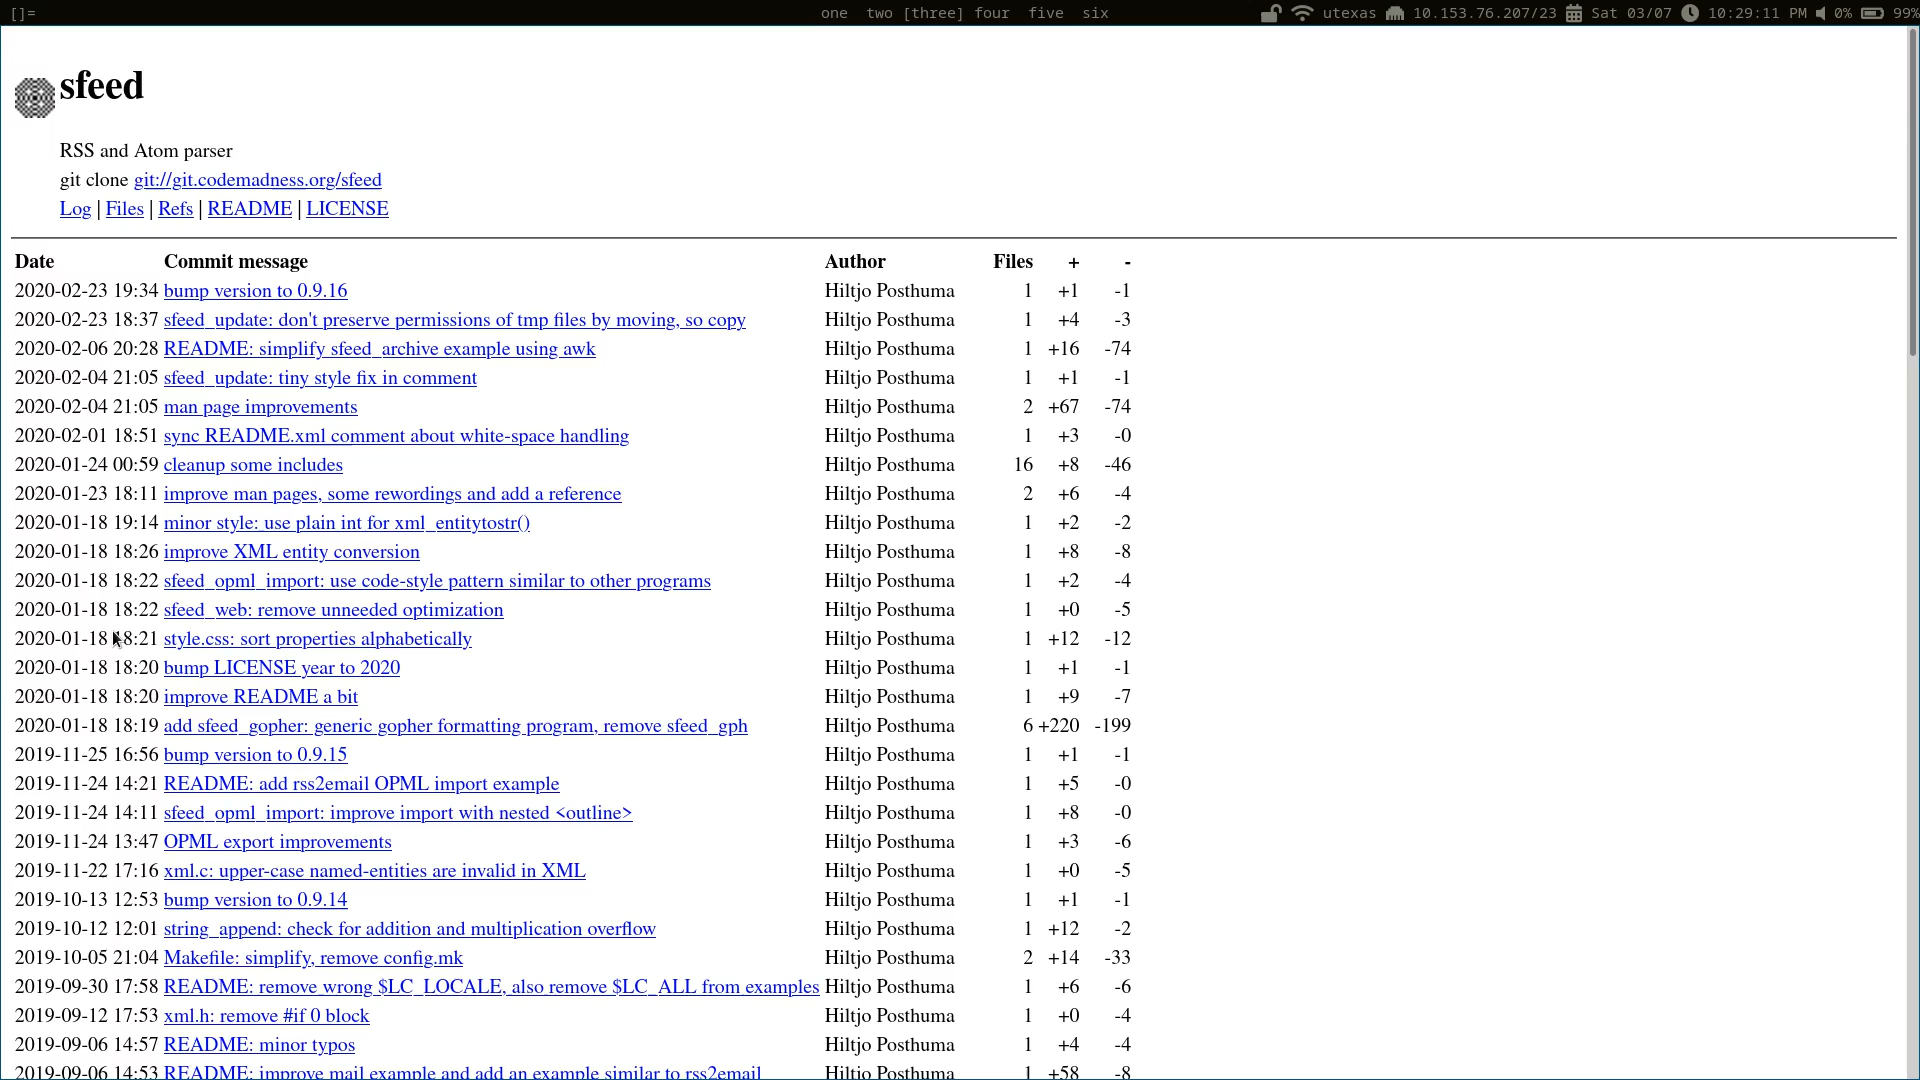 []= one two [three] four five six utexas 10.153.76.207/23 Sat 03/07 10:29:11 PM 0% 99%
sfeed
RSS and Atom parser
git clone git://git.codemadness.org/sfeed
Log | Files | Refs | README | LICENSE
Date Commit message Author Files + -
2020-02-23 19:34 bump version to 0.9.16 Hiltjo Posthuma 1 +1 -1
2020-02-23 18:37 sfeed_update: don't preserve permissions of tmp files by moving, so copy Hiltjo Posthuma 1 +4 -3
2020-02-06 20:28 README: simplify sfeed_archive example using awk Hiltjo Posthuma 1 +16 -74
2020-02-04 21:05 sfeed_update: tiny style fix in comment Hiltjo Posthuma 1 +1 -1
2020-02-04 21:05 man page improvements Hiltjo Posthuma 2 +67 -74
2020-02-01 18:51 sync README.xml comment about white-space handling Hiltjo Posthuma 1 +3 -0
2020-01-24 00:59 cleanup some includes Hiltjo Posthuma 16 +8 -46
2020-01-23 18:11 improve man pages, some rewordings and add a reference Hiltjo Posthuma 2 +6 -4
2020-01-18 19:14 minor style: use plain int for xml_entitytostr() Hiltjo Posthuma 1 +2 -2
2020-01-18 18:26 improve XML entity conversion Hiltjo Posthuma 1 +8 -8
2020-01-18 18:22 sfeed_opml_import: use code-style pattern similar to other programs Hiltjo Posthuma 1 +2 -4
2020-01-18 18:22 sfeed_web: remove unneeded optimization Hiltjo Posthuma 1 +0 -5
2020-01-18 18:21 style.css: sort properties alphabetically Hiltjo Posthuma 1 +12 -12
2020-01-18 18:20 bump LICENSE year to 2020 Hiltjo Posthuma 1 +1 -1
2020-01-18 18:20 improve README a bit Hiltjo Posthuma 1 +9 -7
2020-01-18 18:19 add sfeed_gopher: generic gopher formatting program, remove sfeed_gph Hiltjo Posthuma 6 +220 -199
2019-11-25 16:56 bump version to 0.9.15 Hiltjo Posthuma 1 +1 -1
2019-11-24 14:21 README: add rss2email OPML import example Hiltjo Posthuma 1 +5 -0
2019-11-24 14:11 sfeed_opml_import: improve import with nested <outline> Hiltjo Posthuma 1 +8 -0
2019-11-24 13:47 OPML export improvements Hiltjo Posthuma 1 +3 -6
2019-11-22 17:16 xml.c: upper-case named-entities are invalid in XML Hiltjo Posthuma 1 +0 -5
2019-10-13 12:53 bump version to 0.9.14 Hiltjo Posthuma 1 +1 -1
2019-10-12 12:01 string_append: check for addition and multiplication overflow Hiltjo Posthuma 1 +12 -2
2019-10-05 21:04 Makefile: simplify, remove config.mk Hiltjo Posthuma 2 +14 -33
2019-09-30 17:58 README: remove wrong $LC_LOCALE, also remove $LC_ALL from examples Hiltjo Posthuma 1 +6 -6
2019-09-12 17:53 xml.h: remove #if 0 block Hiltjo Posthuma 1 +0 -4
2019-09-06 14:57 README: minor typos Hiltjo Posthuma 1 +4 -4
2019-09-06 14:53 README: improve mail example and add an example similar to rss2email Hiltjo Posthuma 1 +58 -8